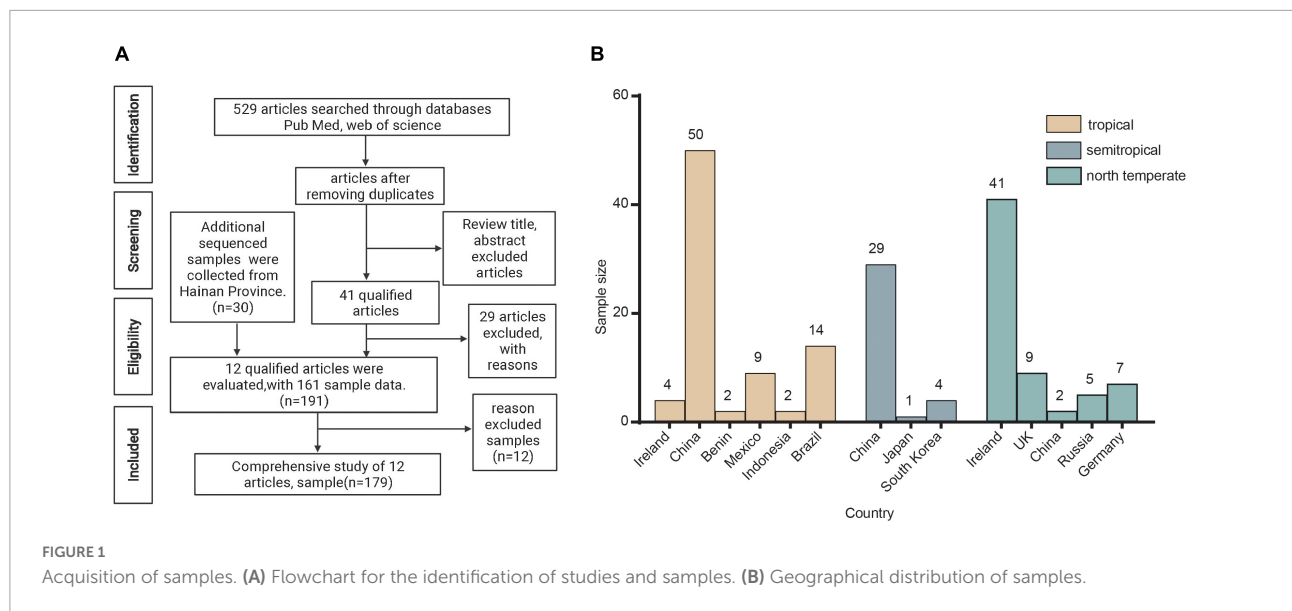 A
Identification
Screening
Eligibility
Included
529 articles searched through databases
Pub Med, web of science
articles after
removing duplicates
Additional
sequenced
samples were
collected from
Hainan Province.
(n=30)
Review title,
abstract
excluded
articles
41 qualified
articles
29 articles
excluded,
with
reasons
12 qualified articles were
evaluated,with 161 sample data.
(n=191)
reason
excluded
samples
(n=12)
Comprehensive study of 12
articles, sample(n=179)
B
60
40
20
0
Sample size
tropical
semitropical
north temperate
4
50
2
9
2
14
29
1
4
41
9
2
5
7
Ireland
China
Benin
Mexico
Indonesia
Brazil
China
Japan
South Korea
Ireland
UK
China
Russia
Germany
Country
FIGURE 1
Acquisition of samples. (A) Flowchart for the identification of studies and samples. (B) Geographical distribution of samples.